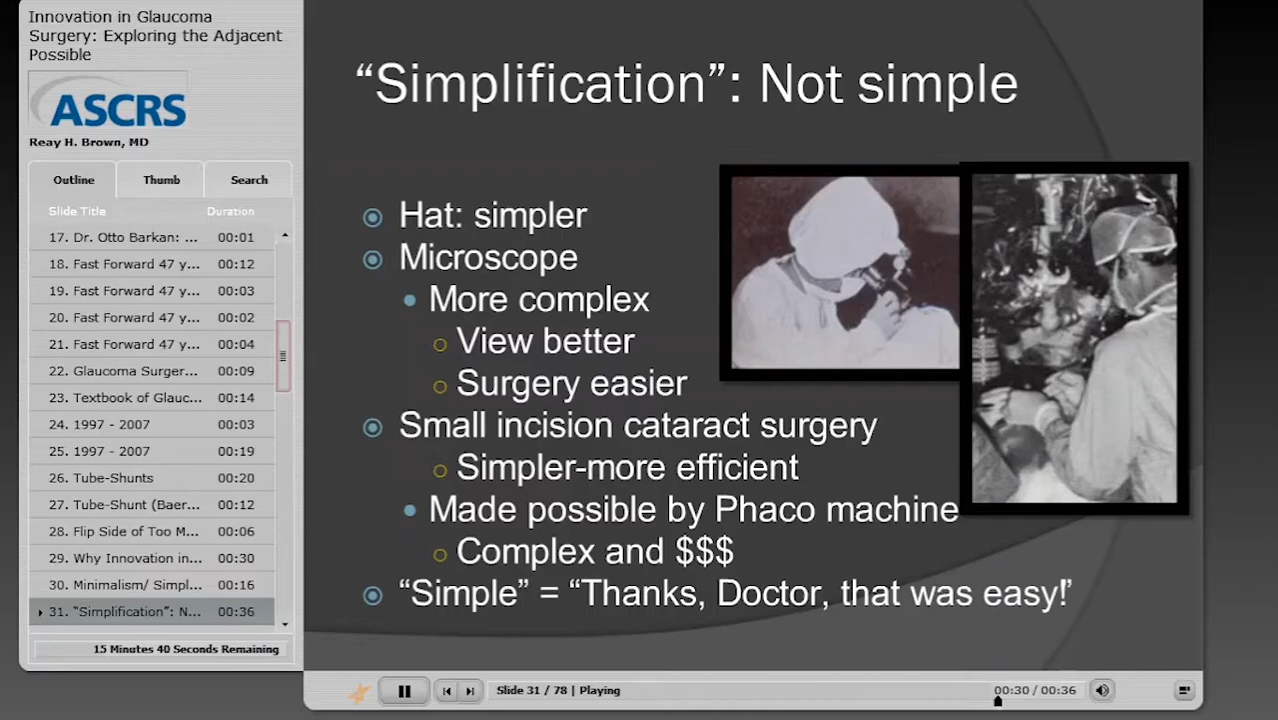 Innovation in Glaucoma
Surgery: Exploring the Adjacent
Possible
ASCRS
Reay H. Brown, MD
Outline
Thumb
Search
Slide Title
Duration
17. Dr. Otto Barkan: ... 00:01
18. Fast Forward 47 y... 00:12
19. Fast Forward 47 y... 00:03
20. Fast Forward 47 y... 00:02
21. Fast Forward 47 y... 00:04
22. Glaucoma Surger... 00:09
23. Textbook of Glauc... 00:14
24. 1997 - 2007 00:03
25. 1997 - 2007 00:19
26. Tube-Shunts 00:20
27. Tube-Shunt (Baer... 00:12
28. Flip Side of Too M... 00:06
29. Why Innovation in... 00:30
30. Minimalism/ Simpl... 00:16
31. “Simplification”: N... 00:36
15 Minutes 40 Seconds Remaining
“Simplification”: Not simple
Hat: simpler
Microscope
More complex
View better
Surgery easier
Small incision cataract surgery
Simpler-more efficient
Made possible by Phaco machine
Complex and $$$
“Simple” = “Thanks, Doctor, that was easy!”
Slide 31 / 78 | Playing
00:30 / 00:36